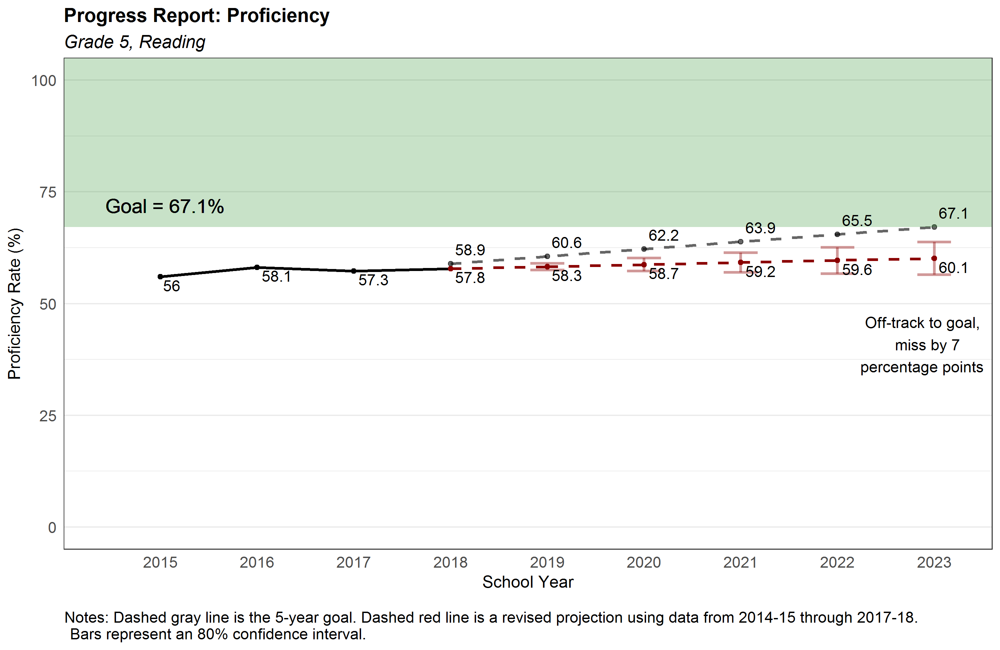 Progress Report: Proficiency
Grade 5, Reading
Proficiency Rate (%)
100
75
50
25
0
Goal = 67.1%
56
58.1
57.3
57.8
58.9
58.3
60.6
58.7
62.2
59.2
63.9
59.6
65.5
60.1
67.1
Off-track to goal,
miss by 7
percentage points
2015
2016
2017
2018
2019
2020
2021
2022
2023
School Year
Notes: Dashed gray line is the 5-year goal. Dashed red line is a revised projection using data from 2014-15 through 2017-18.
Bars represent an 80% confidence interval.